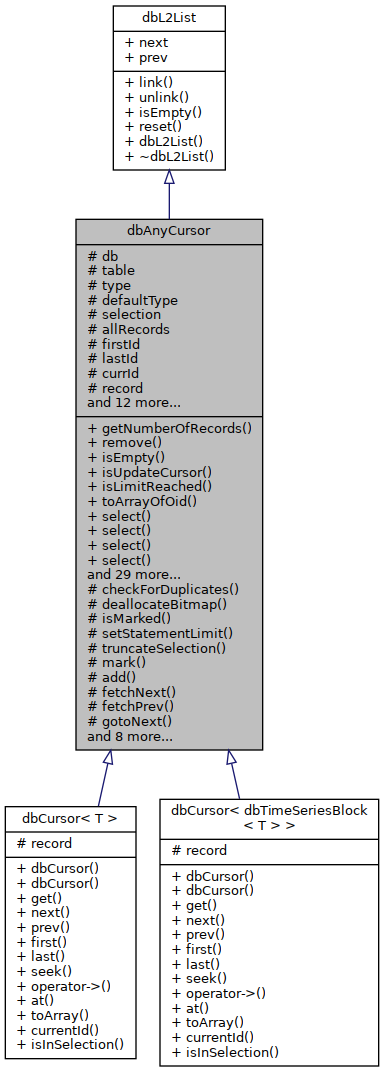 dbL2List
+ next
+ prev
+ link()
+ unlink()
+ isEmpty()
+ reset()
+ dbL2List()
+ ~dbL2List()
dbAnyCursor
# db
# table
# type
# defaultType
# selection
# allRecords
# firstId
# lastId
# currId
# record
and 12 more...
+ getNumberOfRecords()
+ remove()
+ isEmpty()
+ isUpdateCursor()
+ isLimitReached()
+ toArrayOfOid()
+ select()
+ select()
+ select()
+ select()
and 29 more...
# checkForDuplicates()
# deallocateBitmap()
# isMarked()
# setStatementLimit()
# truncateSelection()
# mark()
# add()
# fetchNext()
# fetchPrev()
# gotoNext()
and 8 more...
dbCursor< T >
# record
+ dbCursor()
+ dbCursor()
+ get()
+ next()
+ prev()
+ first()
+ last()
+ seek()
+ operator->()
+ at()
+ toArray()
+ currentId()
+ isInSelection()
dbCursor< dbTimeSeriesBlock
< T > >
# record
+ dbCursor()
+ dbCursor()
+ get()
+ next()
+ prev()
+ first()
+ last()
+ seek()
+ operator->()
+ at()
+ toArray()
+ currentId()
+ isInSelection()